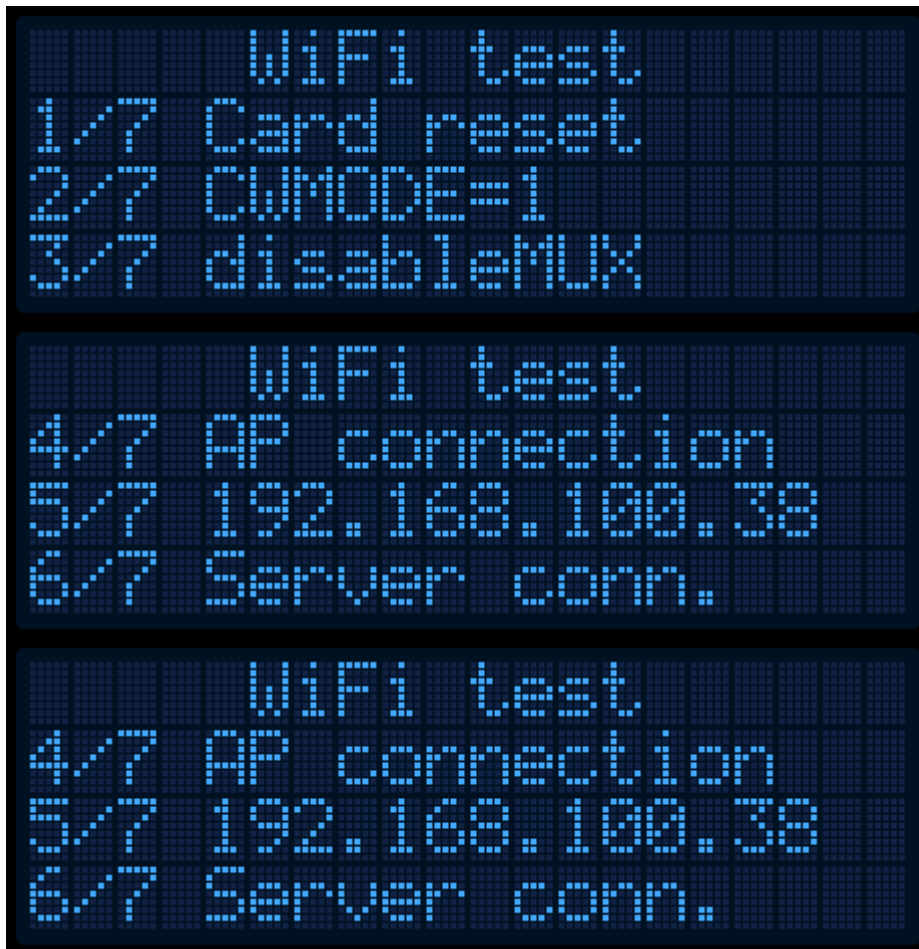 WiFi test
1/7 Card reset
2/7 CWMODE=1
3/7 disableMUX
WiFi test
4/7 AP connection
5/7 192.168.100.38
6/7 Server conn.
WiFi test
4/7 AP connection
5/7 192.168.100.38
6/7 Server conn.